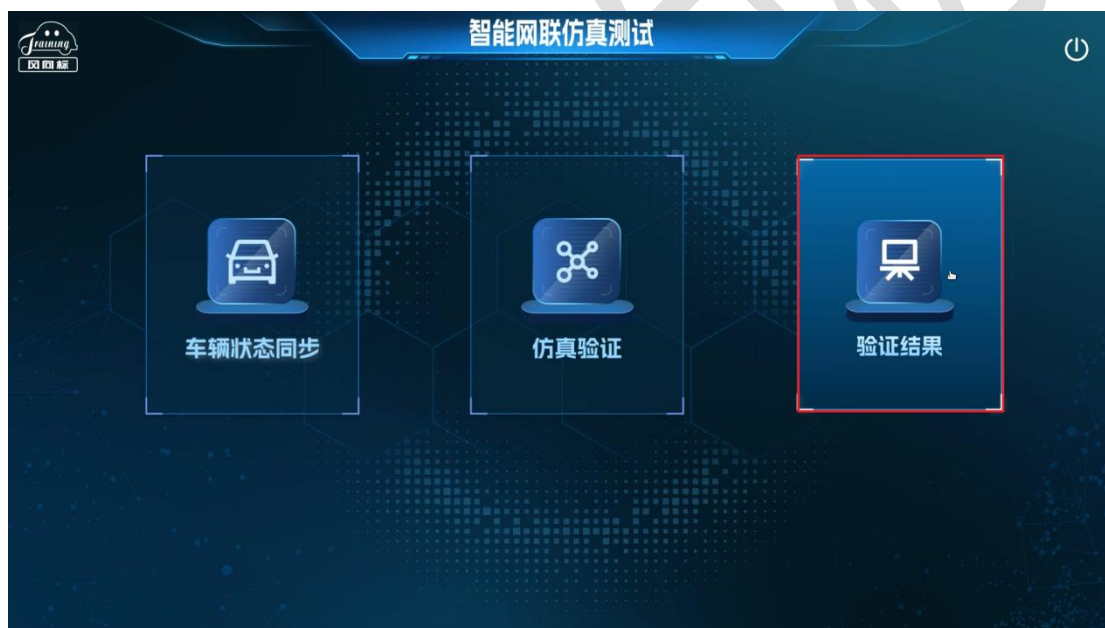 智能网联仿真测试
Training
风向标
车辆状态同步
仿真验证
验证结果